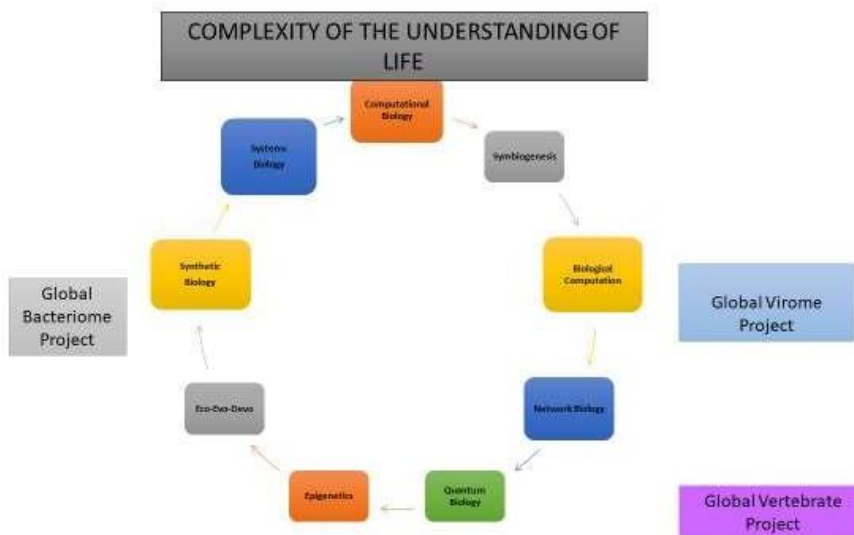 COMPLEXITY OF THE UNDERSTANDING OF
LIFE
Computational
Biology
Systems
Biology
Symbiogenesis
Synthetic
Biology
Biological
Computation
Global
Bacteriome
Project
Global Virome
Project
Eco-Evo-Devo
Network Biology
Epigenetics
Quantum
Biology
Global Vertebrate
Project